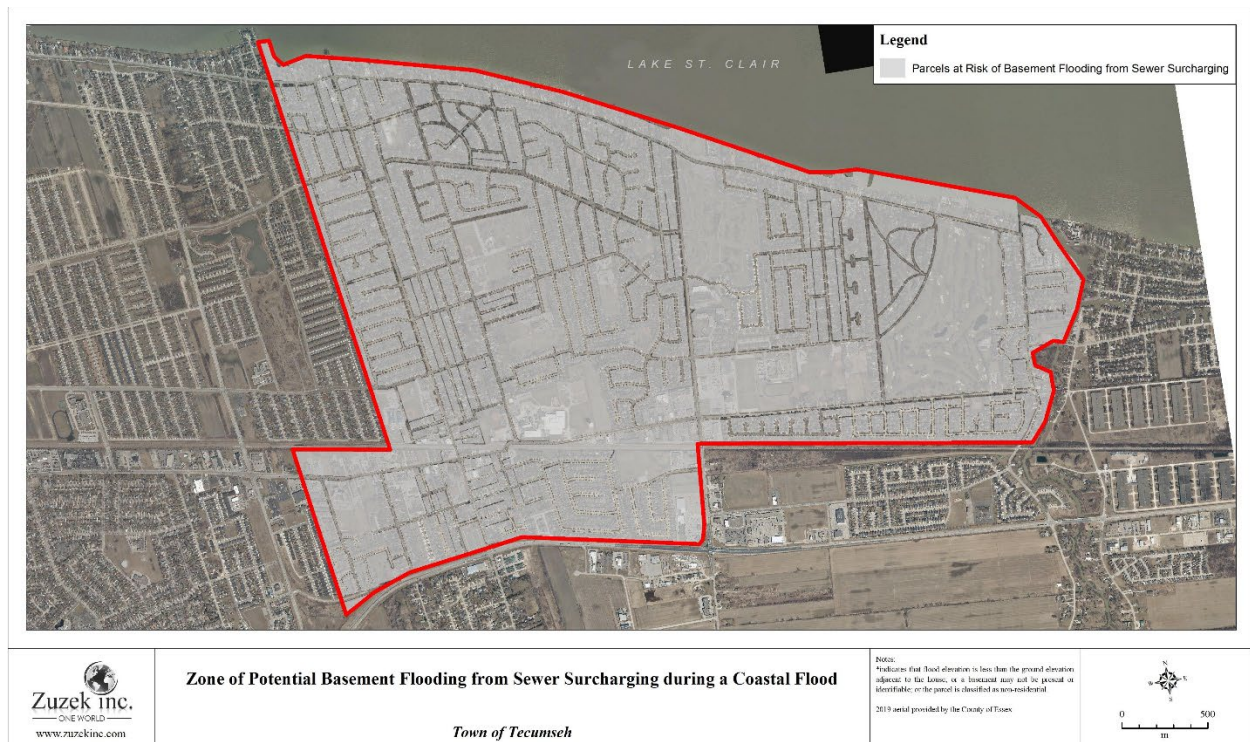 LAKE ST. CLAIR
Legend
Parcels at Risk of Basement Flooding from Sewer Surcharging
Zuzek inc.
ONE WORLD
www.zuzekinc.com
Zone of Potential Basement Flooding from Sewer Surcharging during a Coastal Flood
Town of Tecumseh
Notes:
*indicates that flood elevation is less than the ground elevation
adjacent to the house, or a basement may not be present or
identifiable; or the parcel is classified as non-residential
2019 aerial provided by the County of Essex
N
W E
S
0 500
m